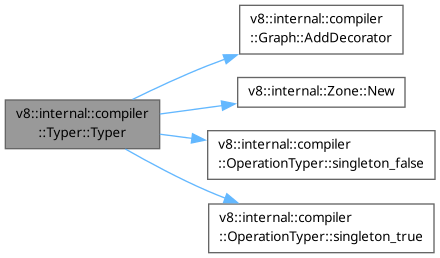 v8::internal::compiler
::Typer::Typer
v8::internal::compiler
::Graph::AddDecorator
v8::internal::Zone::New
v8::internal::compiler
::OperationTyper::singleton_false
v8::internal::compiler
::OperationTyper::singleton_true